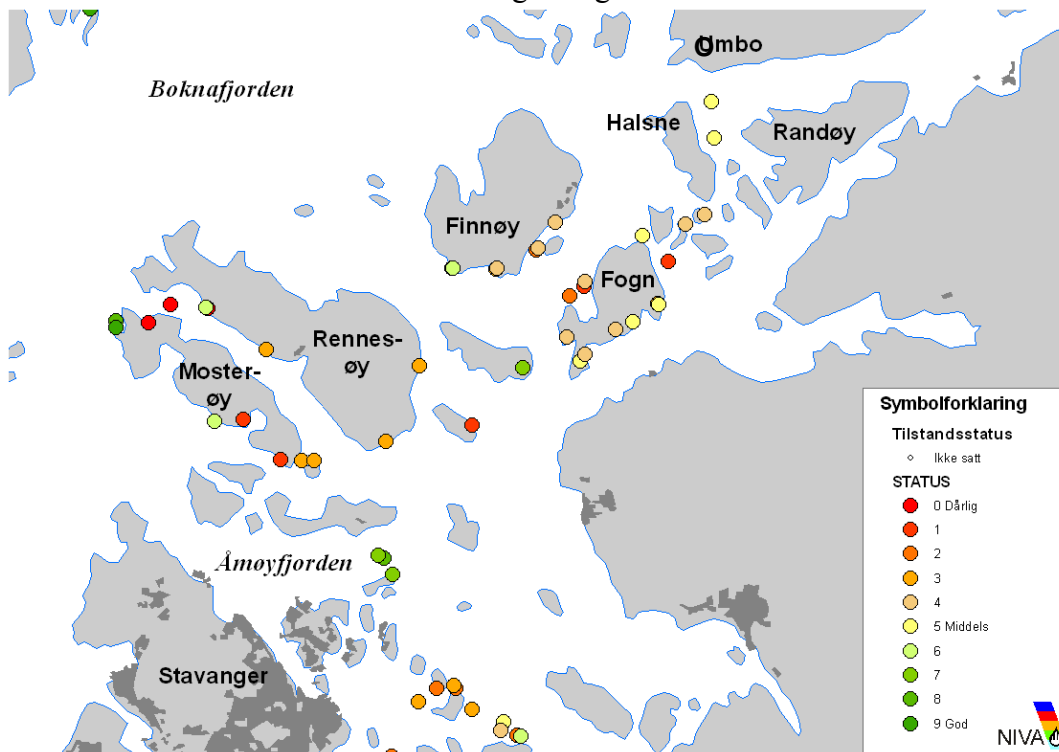 Boknafjorden
Umbo
Halsne
Randøy
Finnøy
Fogn
Rennes-
øy
Moster-
øy
Åmøyfjorden
Stavanger
Symbolforklaring
Tilstandsstatus
Ikke satt
STATUS
0 Dårlig
1
2
3
4
5 Middels
6
7
8
9 God
NIVA